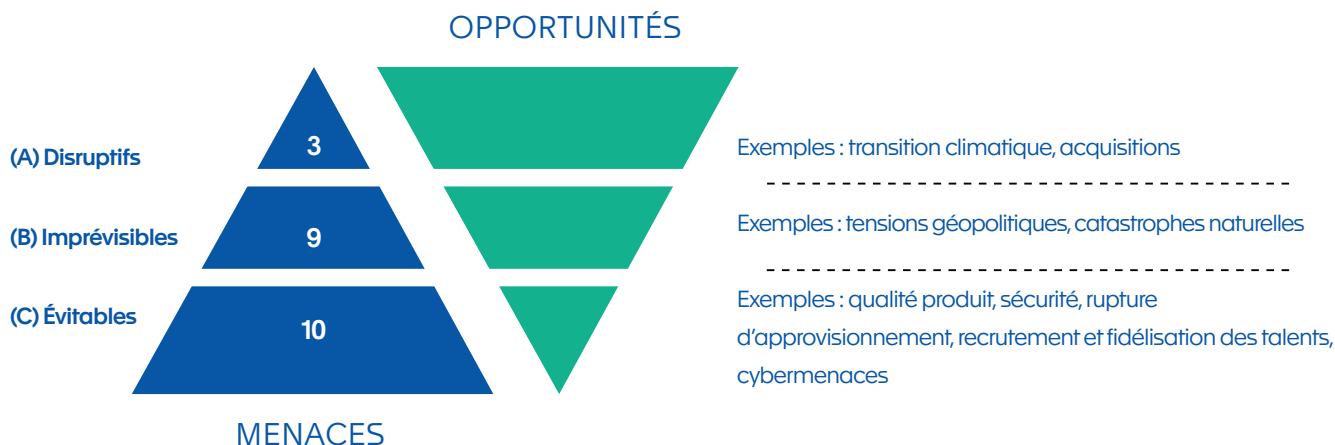 OPPORTUNITÉS
(A) Disruptifs
3
Exemples : transition climatique, acquisitions
(B) Imprévisibles
9
Exemples : tensions géopolitiques, catastrophes naturelles
(C) Évitables
10
Exemples : qualité produit, sécurité, rupture
d’approvisionnement, recrutement et fidélisation des talents,
cybermenaces
MENACES